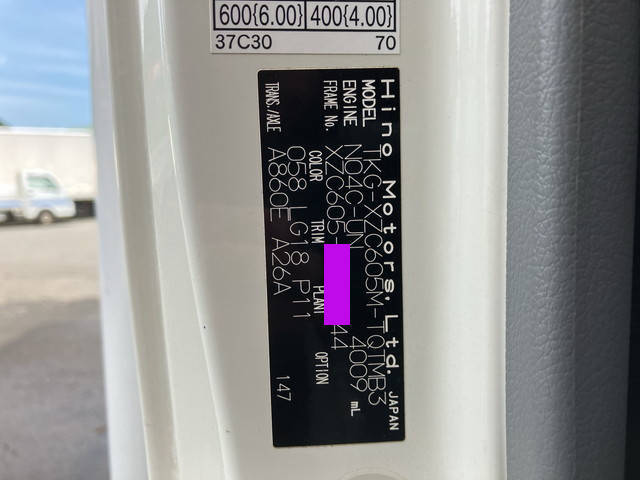 600{6.00} 400{4.00}
37C30 70
Hino Motors, Ltd. JAPAN
MODEL TKG-XZC605M-TQTMB3
ENGINE N04C-UN 4009 mL
FRAME No. XZC605- 44
COLOR TRIM PLANT OPTION
058 LG18 P11
TRANS./AXLE A860E A26A 147